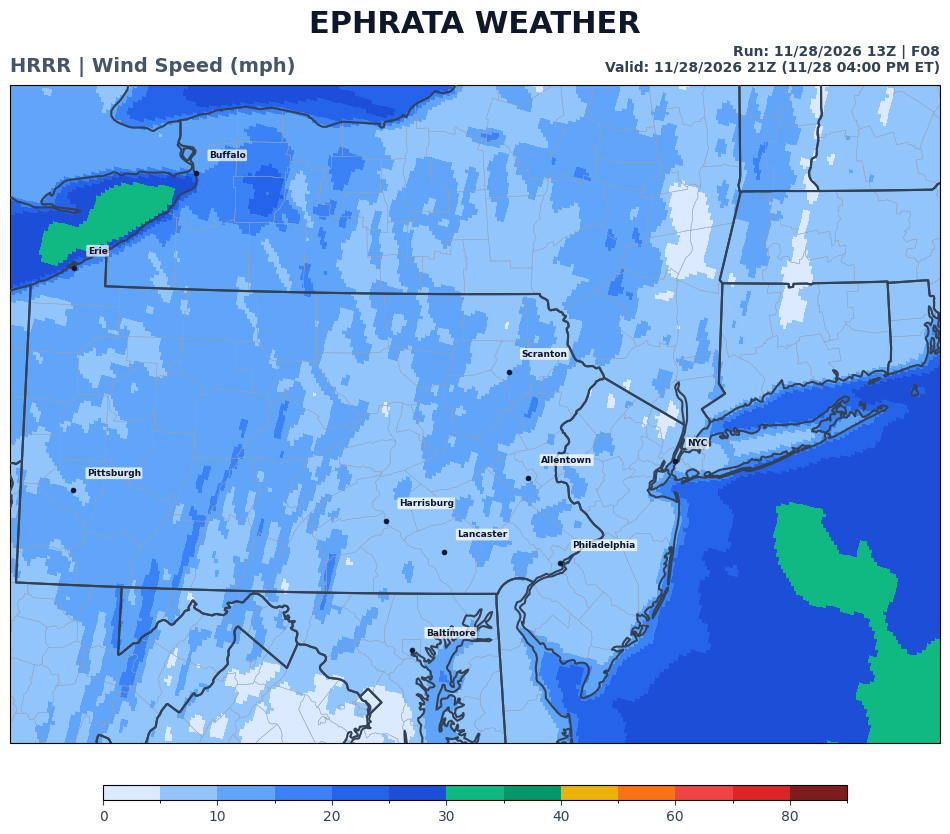 EPHRATA WEATHER
HRRR | Wind Speed (mph)
Run: 11/28/2026 13Z | F08
Valid: 11/28/2026 21Z (11/28 04:00 PM ET)
Buffalo
Erie
Scranton
NYC
Allentown
Pittsburgh
Harrisburg
Lancaster
Philadelphia
Baltimore
0 10 20 30 40 50 60 70 80